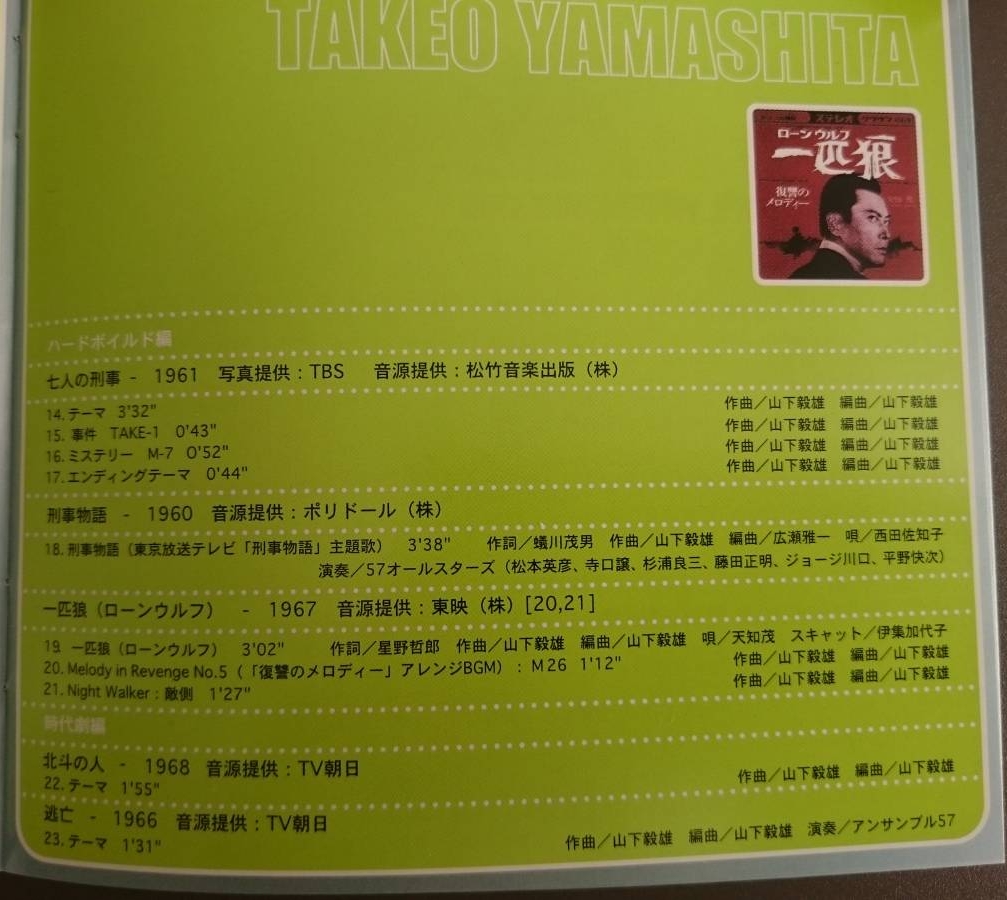 TAKEO YAMASHITA
ステレオ
ローンウルフ
一匹狼
復讐の
メロディー
ハードボイルド編
七人の刑事 - 1961 写真提供：TBS 音源提供：松竹音楽出版（株）
14.テーマ 3'32" 作曲／山下毅雄 編曲／山下毅雄
15. 事件 TAKE-1 0'43" 作曲／山下毅雄 編曲／山下毅雄
16.ミステリー M-7 0'52" 作曲／山下毅雄 編曲／山下毅雄
17.エンディングテーマ 0'44" 作曲／山下毅雄 編曲／山下毅雄
刑事物語 - 1960 音源提供：ポリドール（株）
18.刑事物語（東京放送テレビ「刑事物語」主題歌） 3'38" 作詞／蟻川茂男 作曲／山下毅雄 編曲／広瀬雅一 唄／西田佐知子
演奏／57オールスターズ（松本英彦、寺口譲、杉浦良三、藤田正明、ジョージ川口、平野快次）
一匹狼（ローンウルフ） - 1967 音源提供：東映（株）[20,21]
19. 一匹狼（ローンウルフ） 3'02" 作詞／星野哲郎 作曲／山下毅雄 編曲／山下毅雄 唄／天知茂 スキャット／伊集加代子
20. Melody in Revenge No.5（「復讐のメロディー」アレンジBGM）：M26 1'12" 作曲／山下毅雄 編曲／山下毅雄
21. Night Walker：敵側 1'27" 作曲／山下毅雄 編曲／山下毅雄
時代劇編
北斗の人 - 1968 音源提供：TV朝日
22.テーマ 1'55" 作曲／山下毅雄 編曲／山下毅雄
逃亡 - 1966 音源提供：TV朝日
23.テーマ 1'31" 作曲／山下毅雄 編曲／山下毅雄 演奏／アンサンブル57